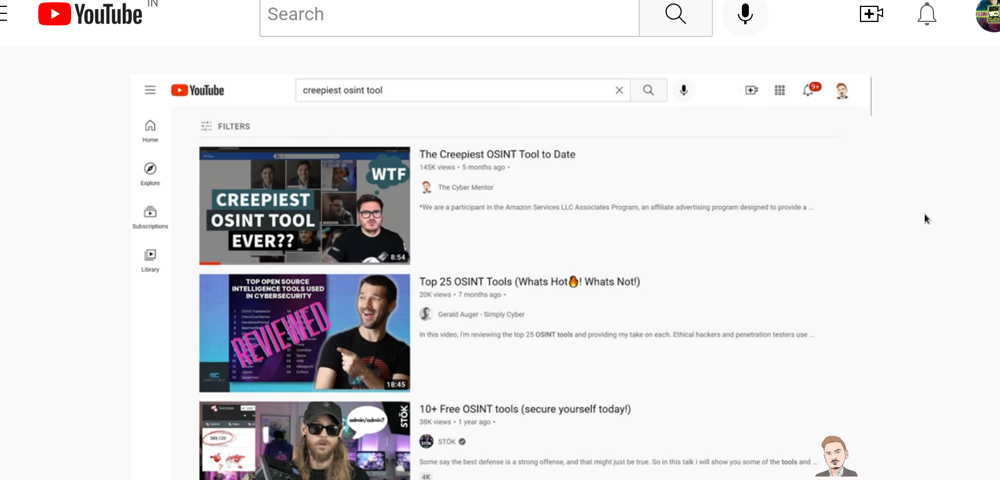 YouTube IN
Search
YouTube
creepiest osint tool
9+
FILTERS
Home
Explore
Subscriptions
Library
WTF
CREEPIEST
OSINT TOOL
EVER??
8:54
The Creepiest OSINT Tool to Date
145K views • 5 months ago •
The Cyber Mentor
*We are a participant in the Amazon Services LLC Associates Program, an affiliate advertising program designed to provide a ...
TOP OPEN SOURCE
INTELLIGENCE TOOLS USED
IN CYBERSECURITY
1 OSINT Framework
2 CheckUserNames
REVIEWED
SC
18:45
Top 25 OSINT Tools (Whats Hot🔥! Whats Not!)
20K views • 7 months ago •
Gerald Auger - Simply Cyber
In this video, I'm reviewing the top 25 OSINT tools and providing my take on each. Ethical hackers and penetration testers use ...
SHODAN
389,120
admin/admin?
STÖK
10+ Free OSINT tools (secure yourself today!)
38K views • 1 year ago •
STÖK
Some say the best defense is a strong offense, and that might just be true. So in this talk i will show you some of the tools and ...
4K